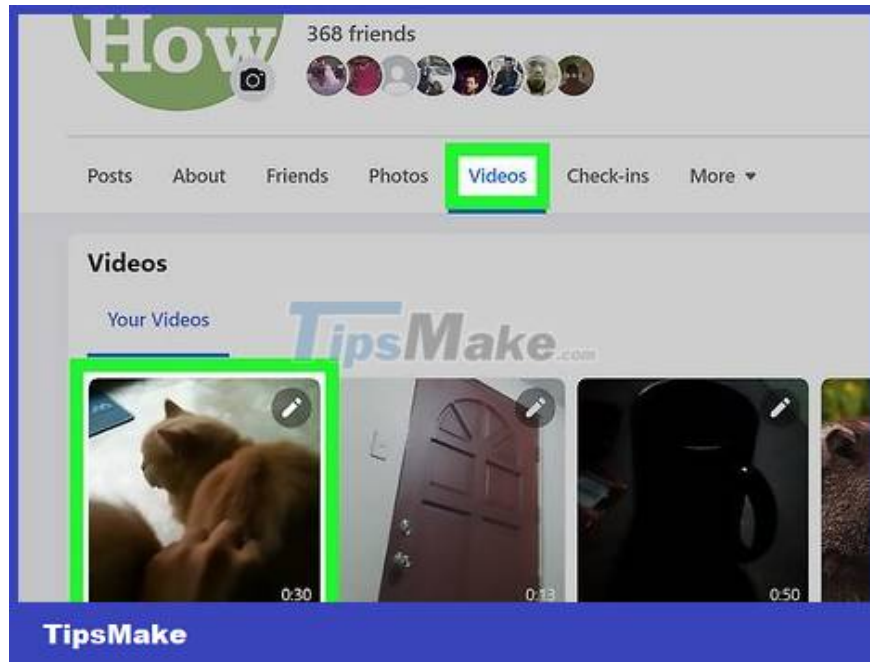 How
368 friends
Posts About Friends Photos Videos Check-ins More
Videos
Your Videos
TipsMake.com
0:30 0:13 0:50
TipsMake